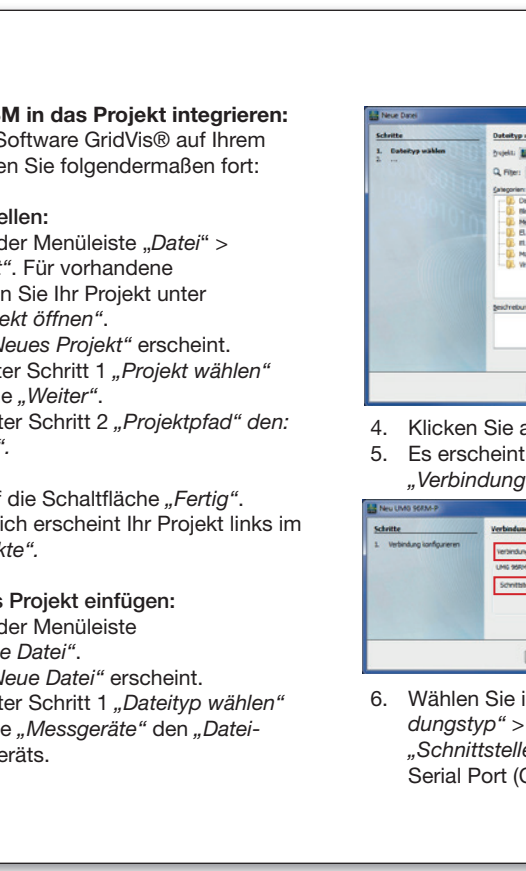 M in das Projekt integrieren:
Software GridVis® auf Ihrem
en Sie folgendermaßen fort:
ellen:
der Menüleiste „Datei“ >
t“. Für vorhandene
n Sie Ihr Projekt unter
ekt öffnen“.
Neues Projekt“ erscheint.
ter Schritt 1 „Projekt wählen“
e „Weiter“.
ter Schritt 2 „Projektpfad“ den:
“.
f die Schaltfläche „Fertig“.
ich erscheint Ihr Projekt links im
kte“.
s Projekt einfügen:
der Menüleiste
e Datei“.
Neue Datei“ erscheint.
ter Schritt 1 „Dateityp wählen“
e „Messgeräte“ den „Datei-
eräts.
Neue Datei
Schritte
1. Dateityp wählen
2. ...
Dateityp
Projekt:
Filter:
Kategorien:
4. Klicken Sie a
5. Es erscheint
„Verbindung
Neu UMG 96RM-P
Schritte
1. Verbindung konfigurieren
Verbindun
Verbindun
UMG 96RM
Schnittste
6. Wählen Sie i
dungstyp“ >
„Schnittstelle
Serial Port (C